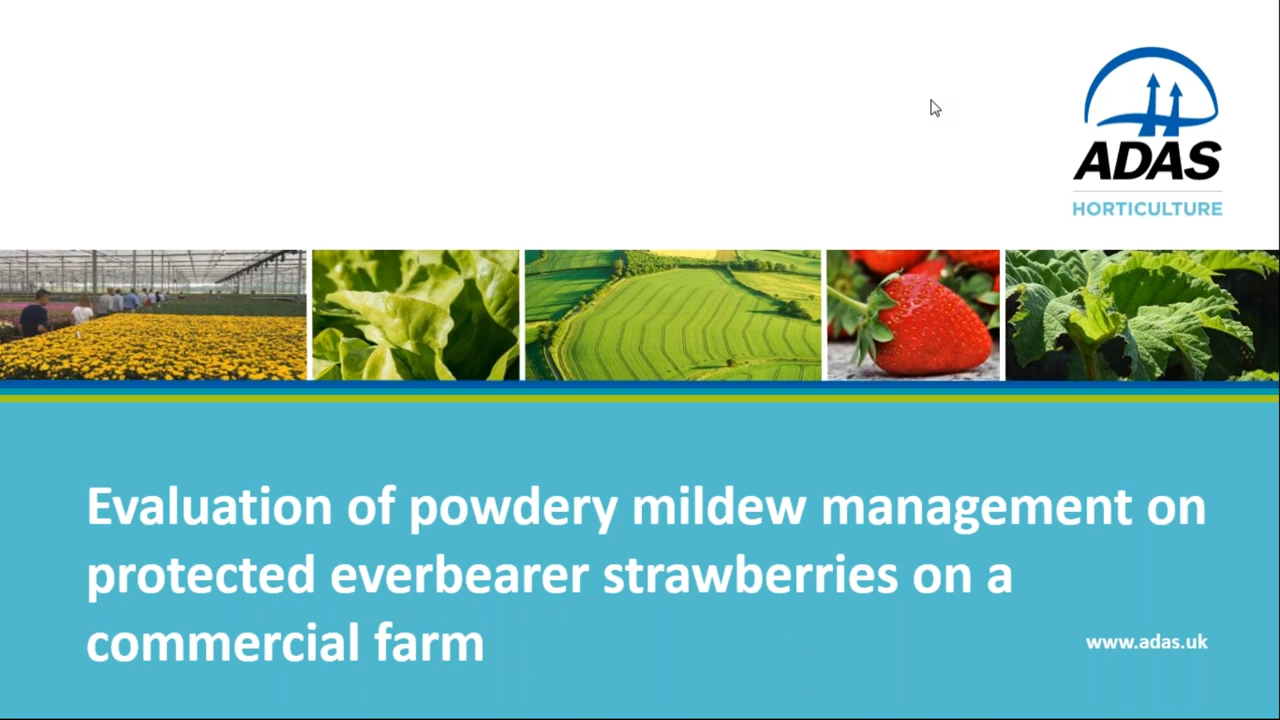 ADAS
HORTICULTURE
Evaluation of powdery mildew management on
protected everbearer strawberries on a
commercial farm
www.adas.uk